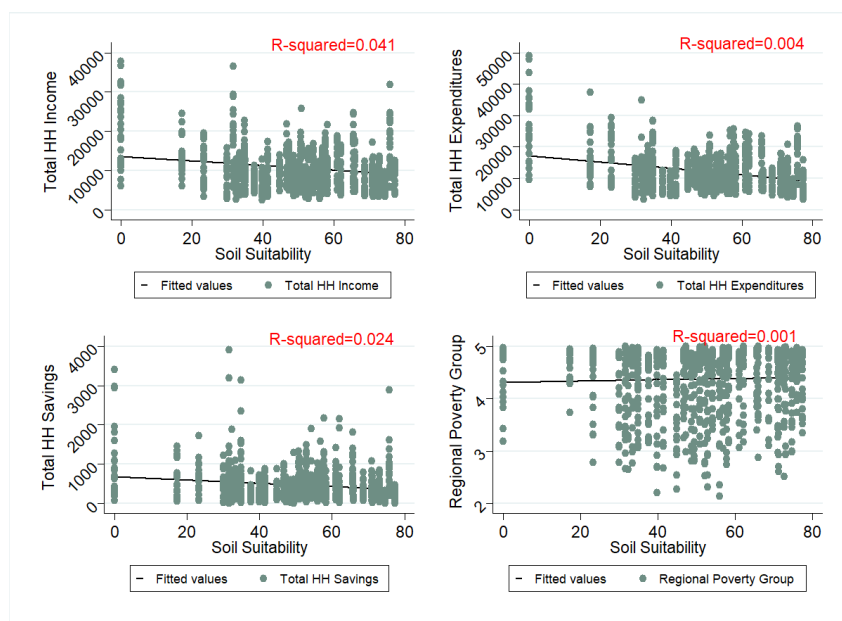 R-squared=0.041
Total HH Income
40000
30000
20000
10000
0
0 20 40 60 80
Soil Suitability
Fitted values Total HH Income
R-squared=0.004
Total HH Expenditures
50000
40000
30000
20000
10000
0
0 20 40 60 80
Soil Suitability
Fitted values Total HH Expenditures
R-squared=0.024
Total HH Savings
4000
3000
2000
1000
0
0 20 40 60 80
Soil Suitability
Fitted values Total HH Savings
R-squared=0.001
Regional Poverty Group
5
4
3
2
0 20 40 60 80
Soil Suitability
Fitted values Regional Poverty Group